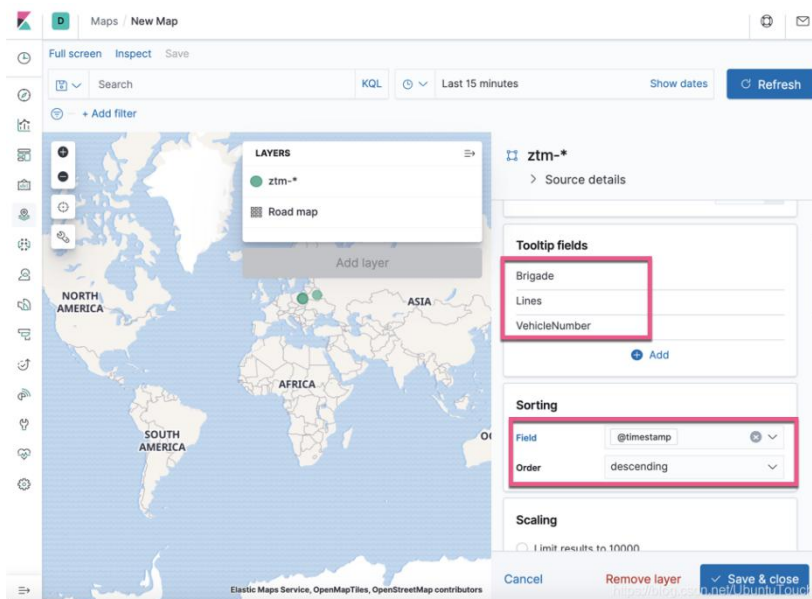 D Maps / New Map
Full screen Inspect Save
Search KQL Last 15 minutes Show dates Refresh
+ Add filter
LAYERS
ztm-*
Road map
Add layer
NORTH
AMERICA
ASIA
AFRICA
SOUTH
AMERICA
OC
Elastic Maps Service, OpenMapTiles, OpenStreetMap contributors
ztm-*
Source details
Tooltip fields
Brigade
Lines
VehicleNumber
Add
Sorting
Field @timestamp
Order descending
Scaling
Limit results to 10000
Cancel Remove layer Save & close
https://blog.csdn.net/UbuntuTouch